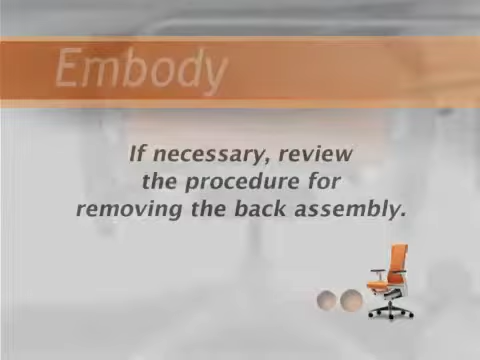 Embody
If necessary, review
the procedure for
removing the back assembly.